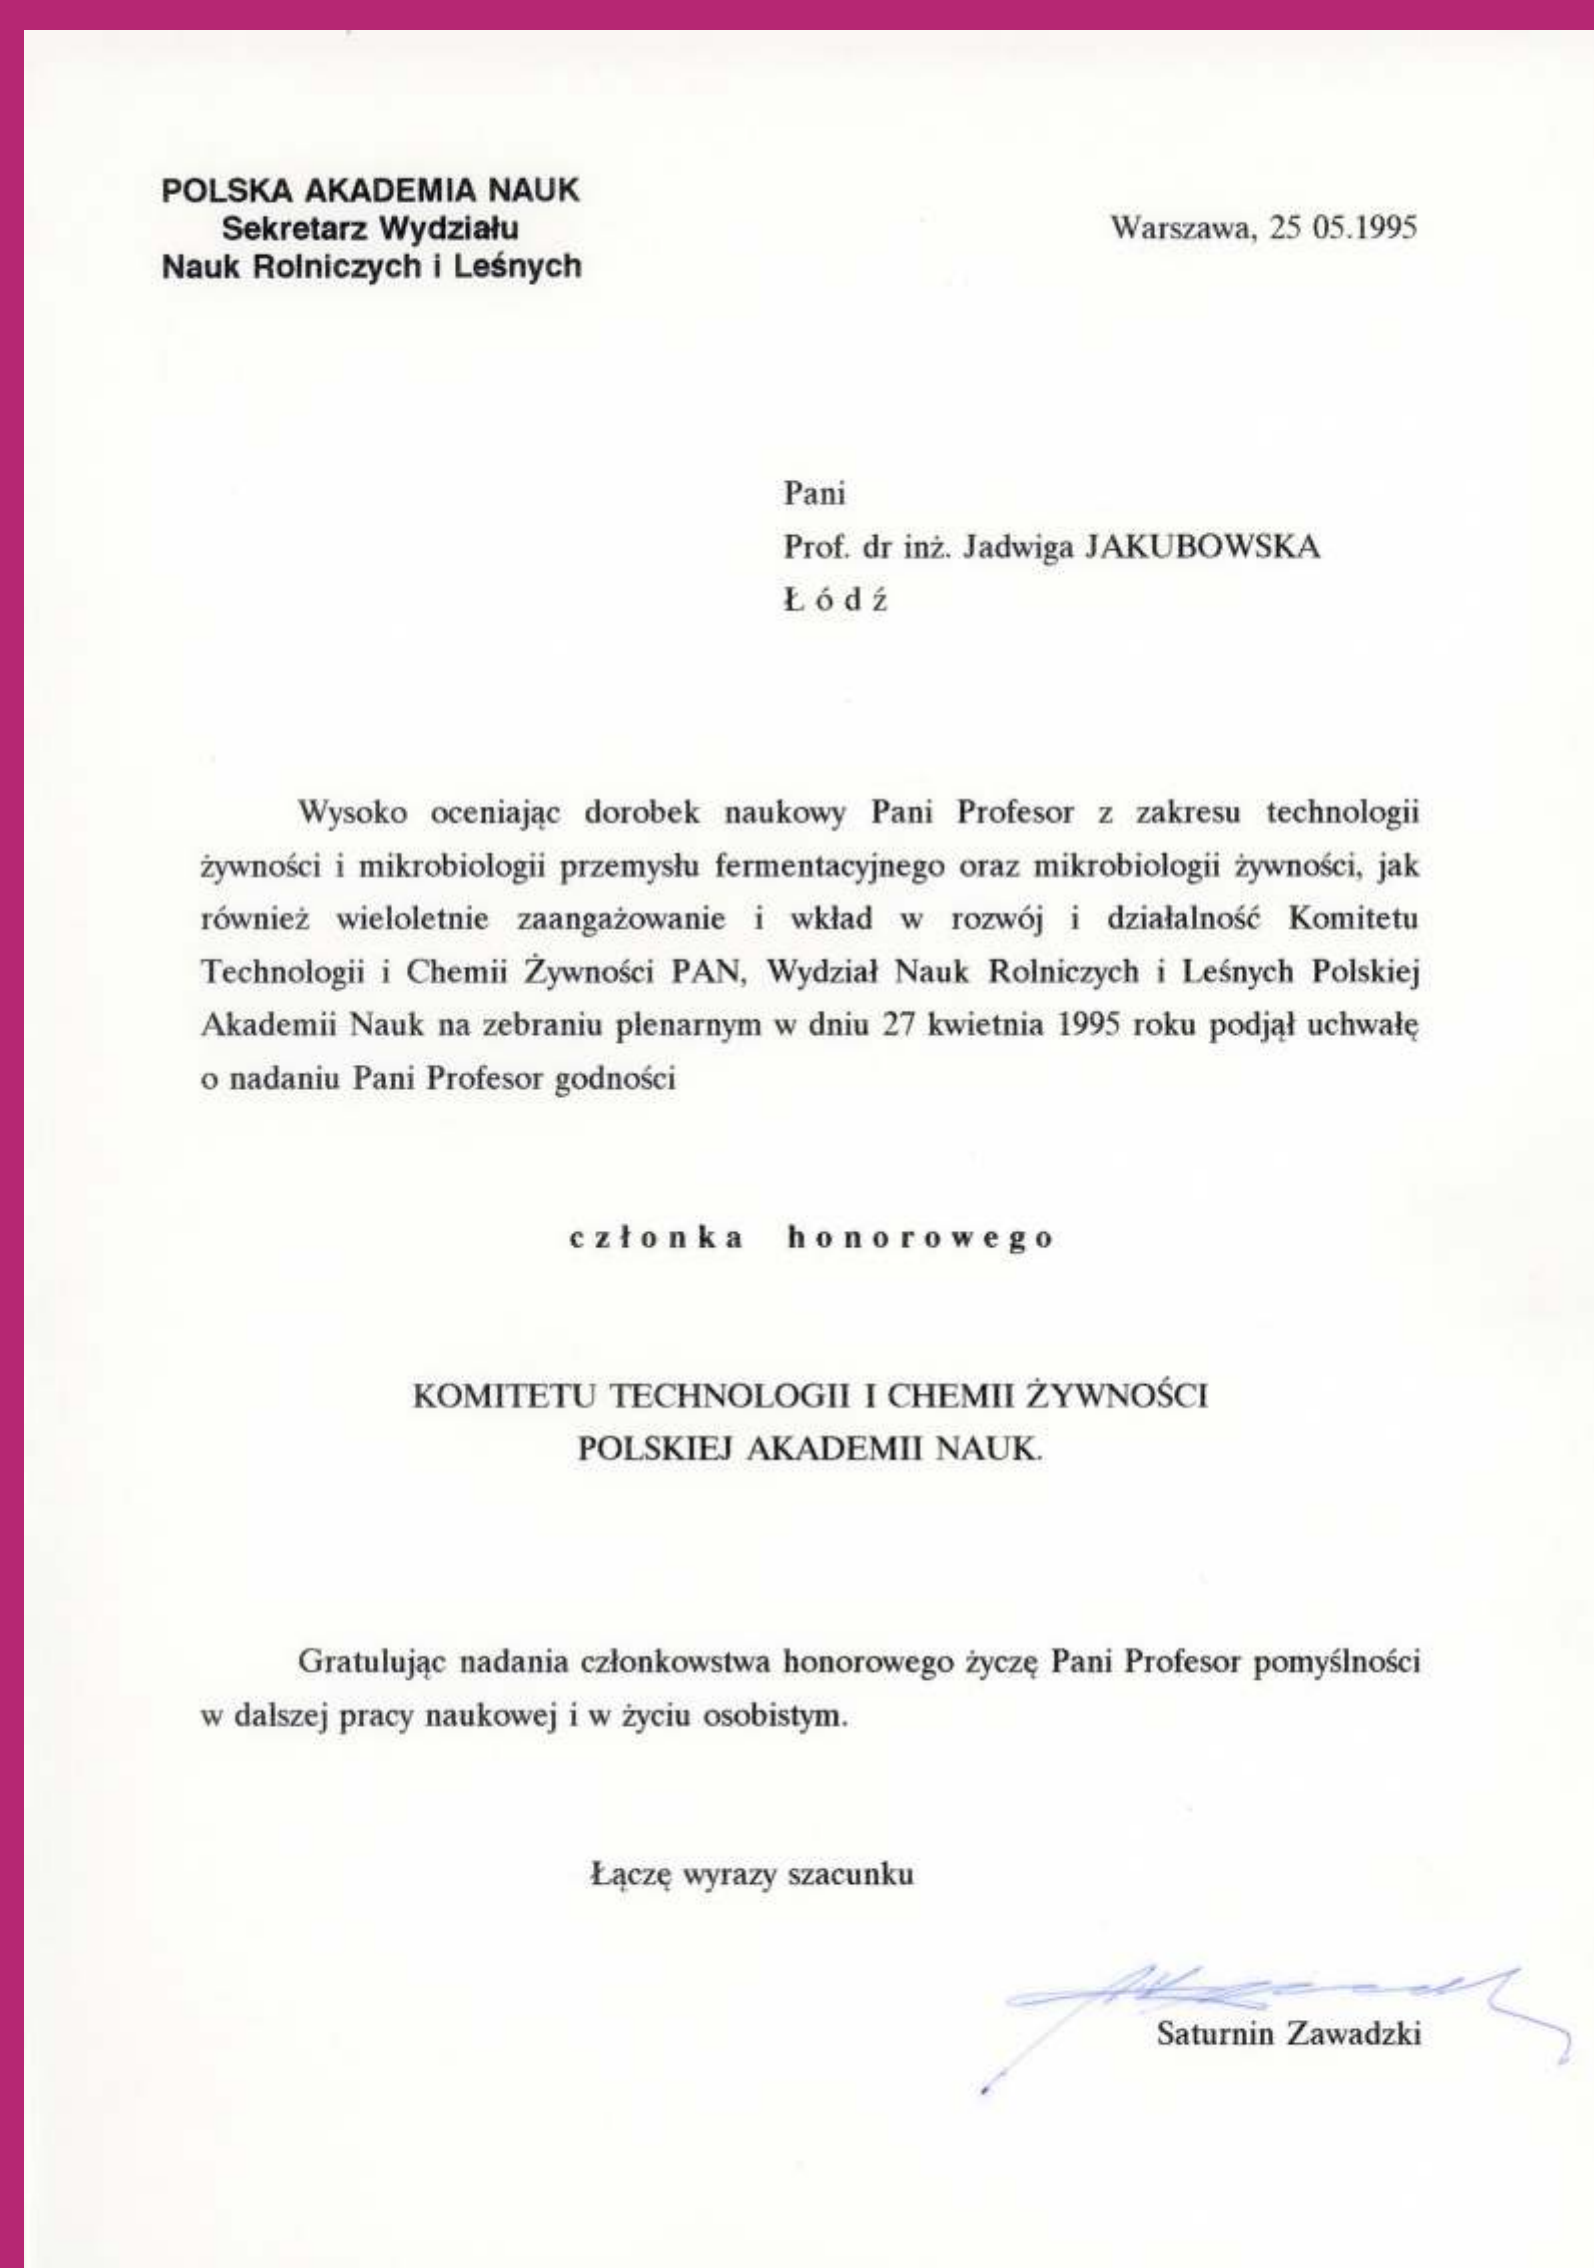 POLSKA AKADEMIA NAUK
Sekretarz Wydziału
Nauk Rolniczych i Leśnych
Warszawa, 25 05.1995
Pani
Prof. dr inż. Jadwiga JAKUBOWSKA
Łódź
Wysoko oceniając dorobek naukowy Pani Profesor z zakresu technologii
żywności i mikrobiologii przemysłu fermentacyjnego oraz mikrobiologii żywności, jak
również wieloletnie zaangażowanie i wkład w rozwój i działalność Komitetu
Technologii i Chemii Żywności PAN, Wydział Nauk Rolniczych i Leśnych Polskiej
Akademii Nauk na zebraniu plenarnym w dniu 27 kwietnia 1995 roku podjął uchwałę
o nadaniu Pani Profesor godności
członka honorowego
KOMITETU TECHNOLOGII I CHEMII ŻYWNOŚCI
POLSKIEJ AKADEMII NAUK.
Gratulując nadania członkowstwa honorowego życzę Pani Profesor pomyślności
w dalszej pracy naukowej i w życiu osobistym.
Łączę wyrazy szacunku
Saturnin Zawadzki